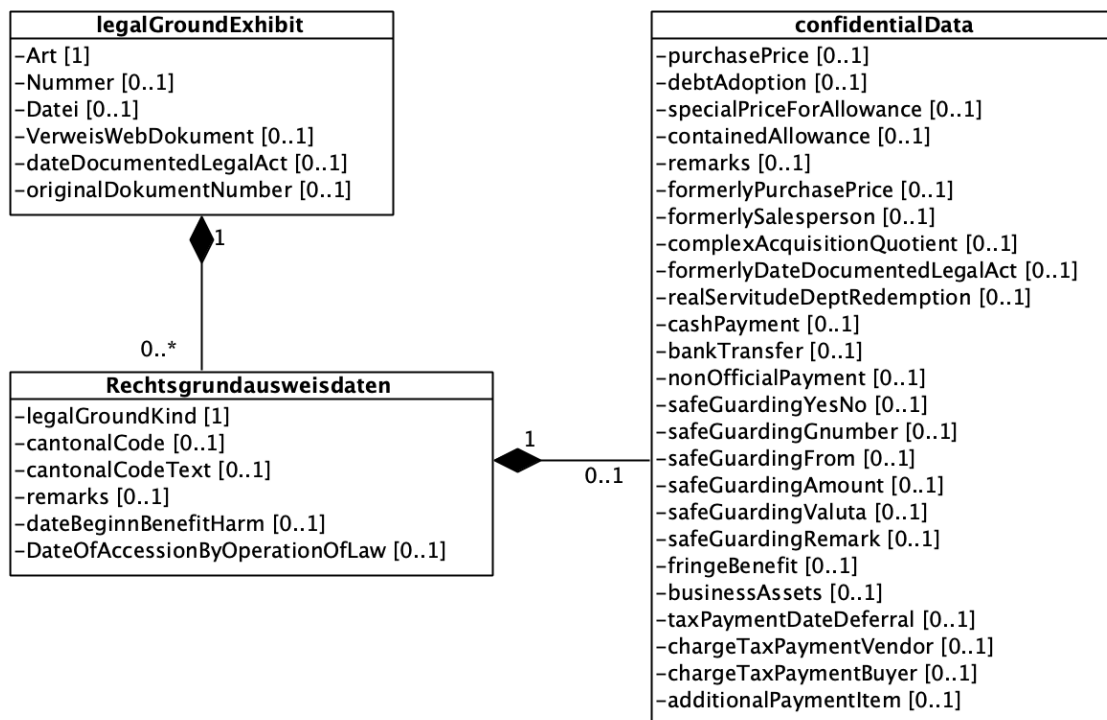 legalGroundExhibit
-Art [1]
-Nummer [0..1]
-Datei [0..1]
-VerweisWebDokument [0..1]
-dateDocumentedLegalAct [0..1]
-originalDokumentNumber [0..1]
1
0..*
Rechtsgrundausweisdaten
-legalGroundKind [1]
-cantonalCode [0..1]
-cantonalCodeText [0..1]
-remarks [0..1]
-dateBeginnBenefitHarm [0..1]
-DateOfAccessionByOperationOfLaw [0..1]
1
0..1
confidentialData
-purchasePrice [0..1]
-debtAdoption [0..1]
-specialPriceForAllowance [0..1]
-containedAllowance [0..1]
-remarks [0..1]
-formerlyPurchasePrice [0..1]
-formerlySalesperson [0..1]
-complexAcquisitionQuotient [0..1]
-formerlyDateDocumentedLegalAct [0..1]
-realServitudeDeptRedemption [0..1]
-cashPayment [0..1]
-bankTransfer [0..1]
-nonOfficialPayment [0..1]
-safeGuardingYesNo [0..1]
-safeGuardingGnumber [0..1]
-safeGuardingFrom [0..1]
-safeGuardingAmount [0..1]
-safeGuardingValuta [0..1]
-safeGuardingRemark [0..1]
-fringeBenefit [0..1]
-businessAssets [0..1]
-taxPaymentDateDeferral [0..1]
-chargeTaxPaymentVendor [0..1]
-chargeTaxPaymentBuyer [0..1]
-additionalPaymentItem [0..1]